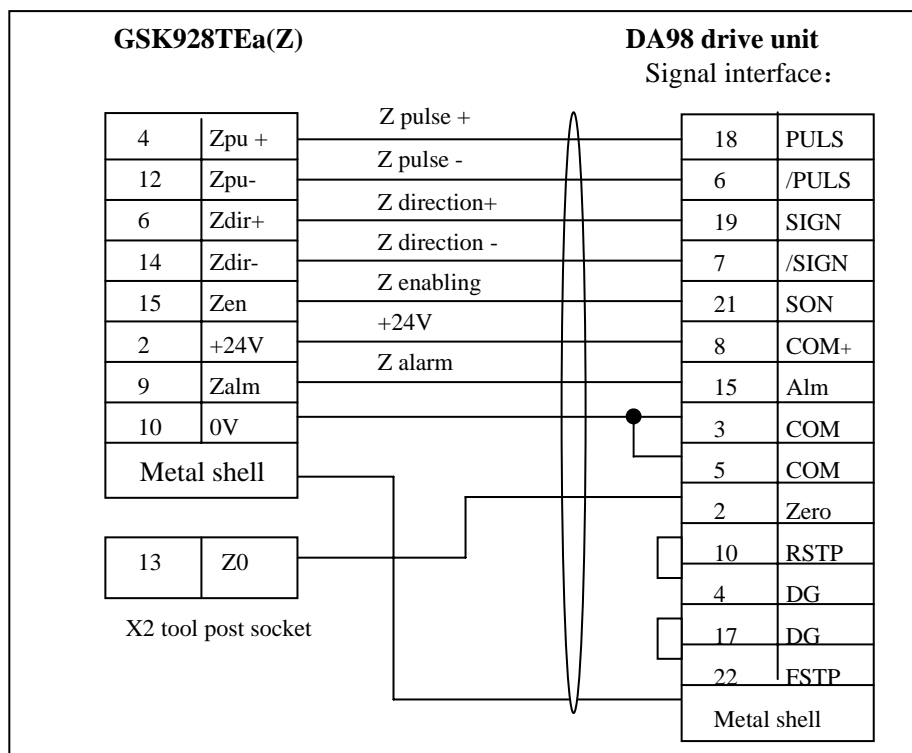 GSK928TEa(Z)
DA98 drive unit
Signal interface：
4 Zpu +
12 Zpu-
6 Zdir+
14 Zdir-
15 Zen
2 +24V
9 Zalm
10 0V
Metal shell
13 Z0
X2 tool post socket
Z pulse +
Z pulse -
Z direction+
Z direction -
Z enabling
+24V
Z alarm
18 PULS
6 /PULS
19 SIGN
7 /SIGN
21 SON
8 COM+
15 Alm
3 COM
5 COM
2 Zero
10 RSTP
4 DG
17 DG
22 FSTP
Metal shell